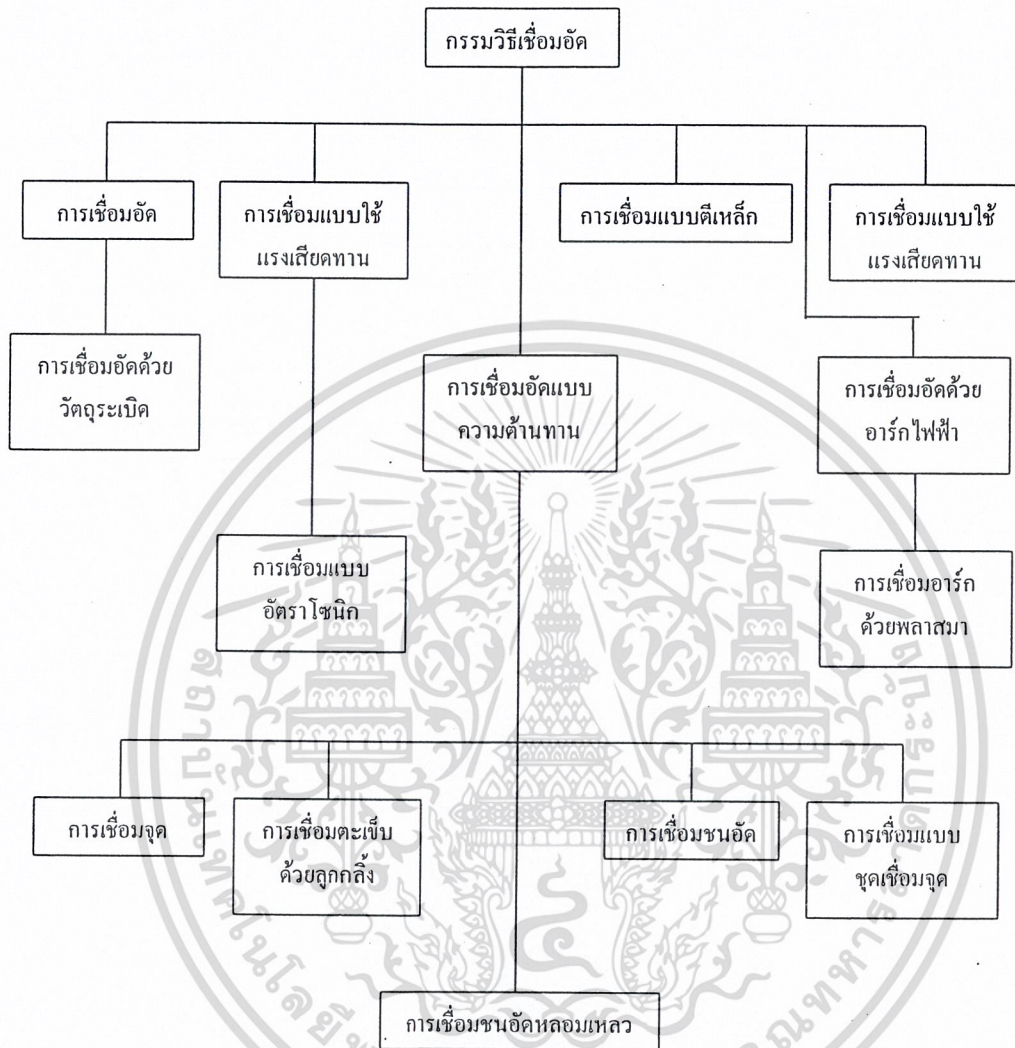 กรรมวิธีเชื่อมอัด
การเชื่อมอัด
การเชื่อมแบบใช้
แรงเสียดทาน
การเชื่อมแบบตีเหล็ก
การเชื่อมแบบใช้
แรงเสียดทาน
การเชื่อมอัดด้วย
วัตถุระเบิด
การเชื่อมอัดแบบ
ความต้านทาน
การเชื่อมอัดด้วย
อาร์กไฟฟ้า
การเชื่อมแบบ
อัตราโซนิก
การเชื่อมอาร์ก
ด้วยพลาสมา
การเชื่อมจุด
การเชื่อมตะเข็บ
ด้วยลูกกลิ้ง
การเชื่อมชนอัด
การเชื่อมแบบ
ชุดเชื่อมจุด
การเชื่อมชนอัดหลอมเหลว